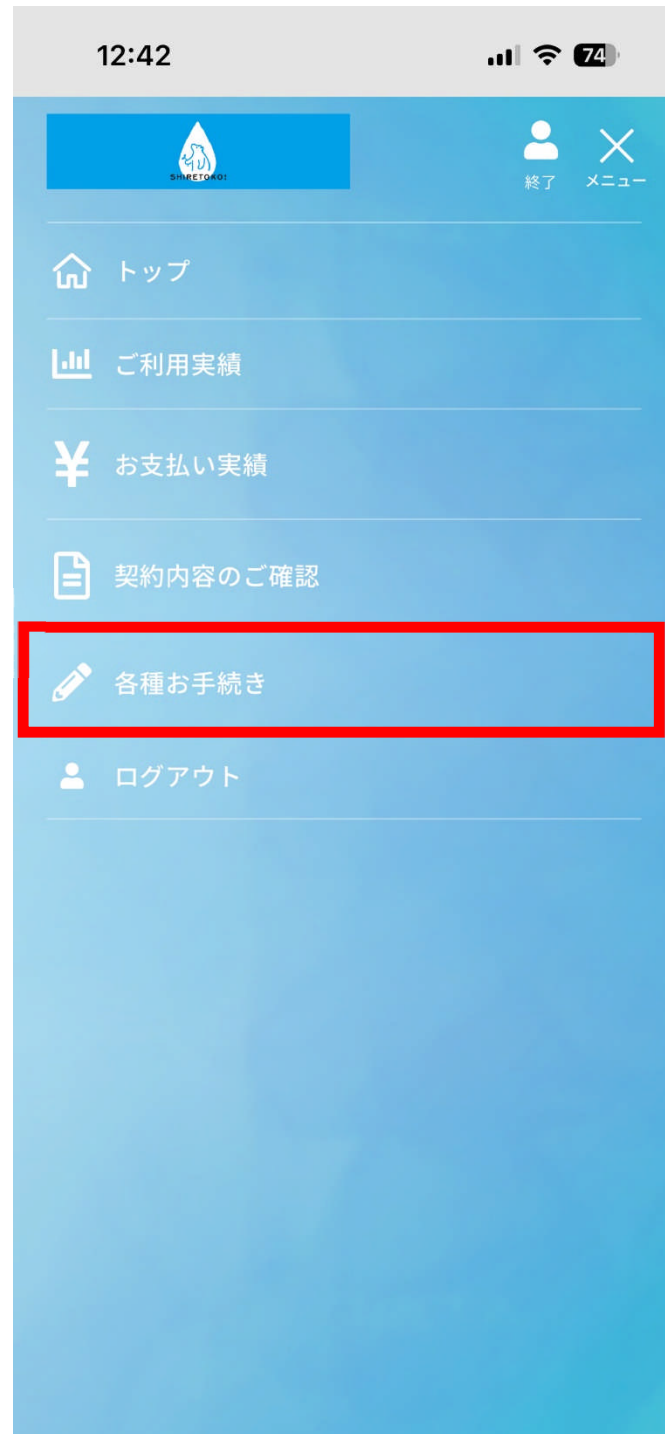 12:42
74
SHIRETOKO!
終了
メニュー
トップ
ご利用実績
お支払い実績
契約内容のご確認
各種お手続き
ログアウト